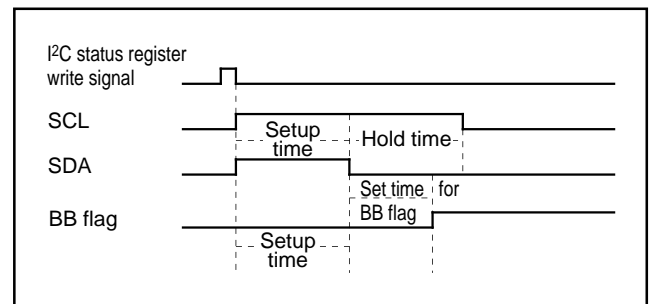 I²C status register
write signal
SCL
Setup
time
Hold time
SDA
Set time for
BB flag
BB flag
Setup
time